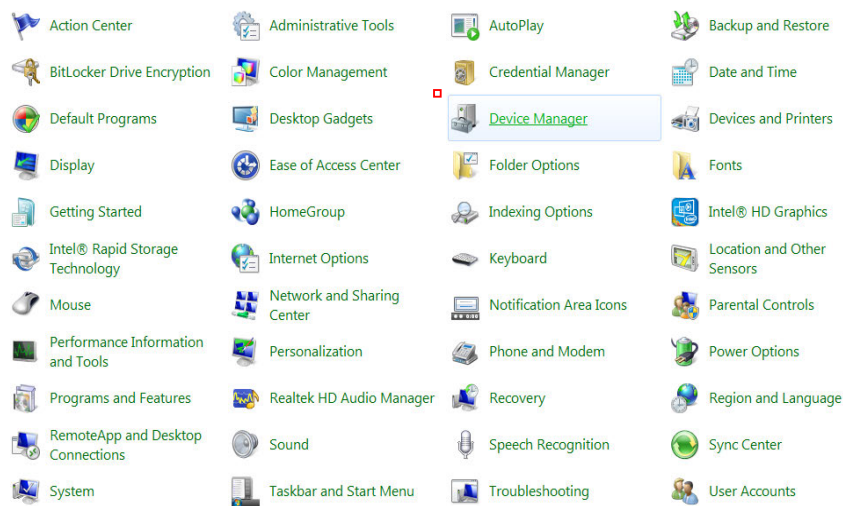 Action Center
Administrative Tools
AutoPlay
Backup and Restore
BitLocker Drive Encryption
Color Management
Credential Manager
Date and Time
Default Programs
Desktop Gadgets
Device Manager
Devices and Printers
Display
Ease of Access Center
Folder Options
Fonts
Getting Started
HomeGroup
Indexing Options
Intel® HD Graphics
Intel® Rapid Storage
Technology
Internet Options
Keyboard
Location and Other
Sensors
Mouse
Network and Sharing
Center
Notification Area Icons
Parental Controls
Performance Information
and Tools
Personalization
Phone and Modem
Power Options
Programs and Features
Realtek HD Audio Manager
Recovery
Region and Language
RemoteApp and Desktop
Connections
Sound
Speech Recognition
Sync Center
System
Taskbar and Start Menu
Troubleshooting
User Accounts